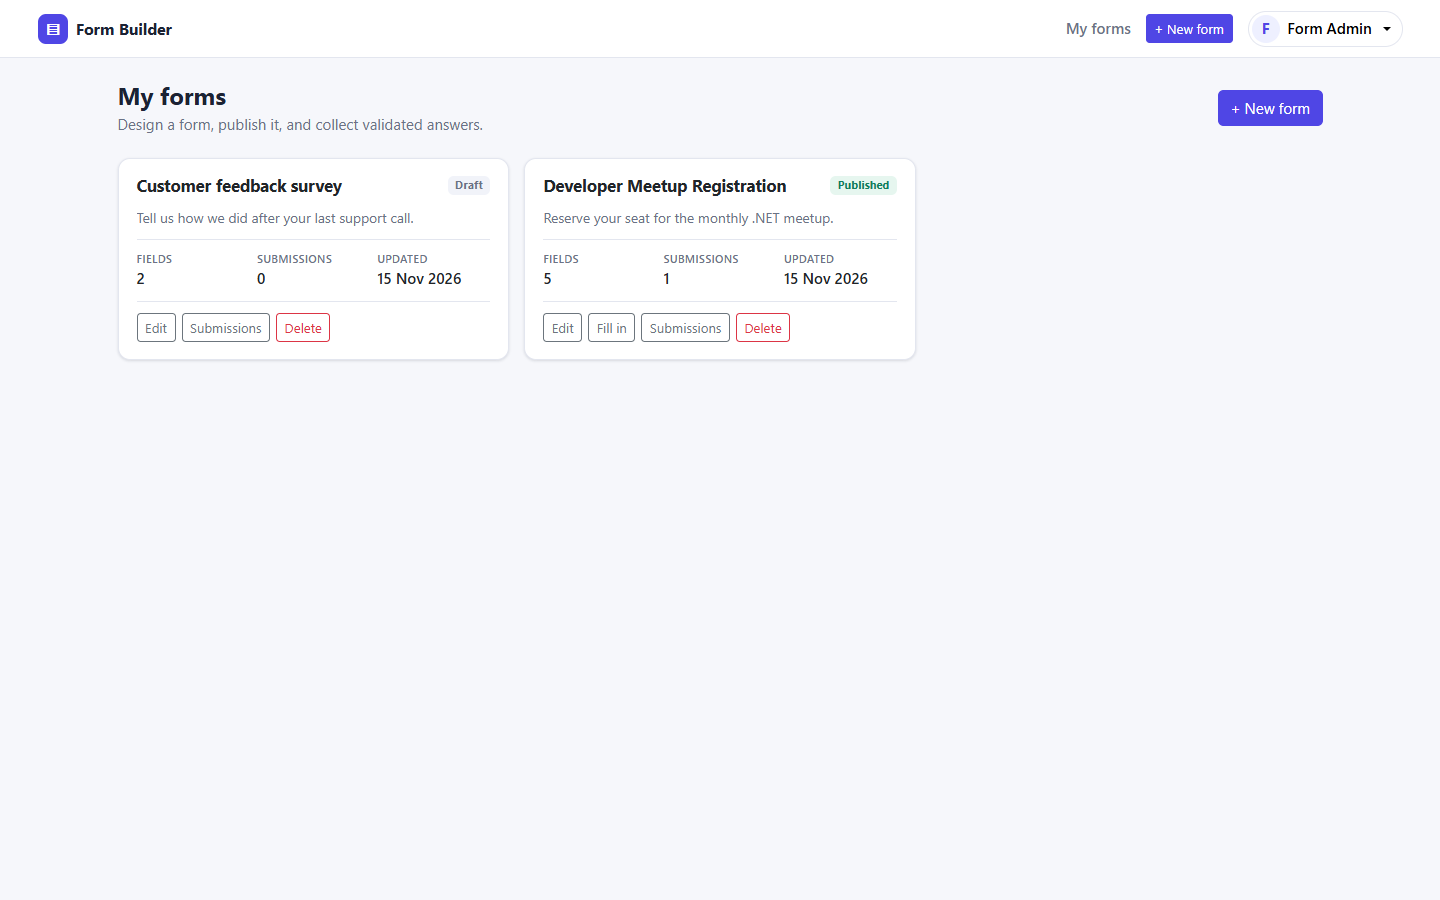 Form Builder
My forms
+ New form
F
Form Admin
My forms
Design a form, publish it, and collect validated answers.
+ New form
Customer feedback survey
Draft
Tell us how we did after your last support call.
FIELDS
SUBMISSIONS
UPDATED
2
0
15 Nov 2026
Edit
Submissions
Delete
Developer Meetup Registration
Published
Reserve your seat for the monthly .NET meetup.
FIELDS
SUBMISSIONS
UPDATED
5
1
15 Nov 2026
Edit
Fill in
Submissions
Delete